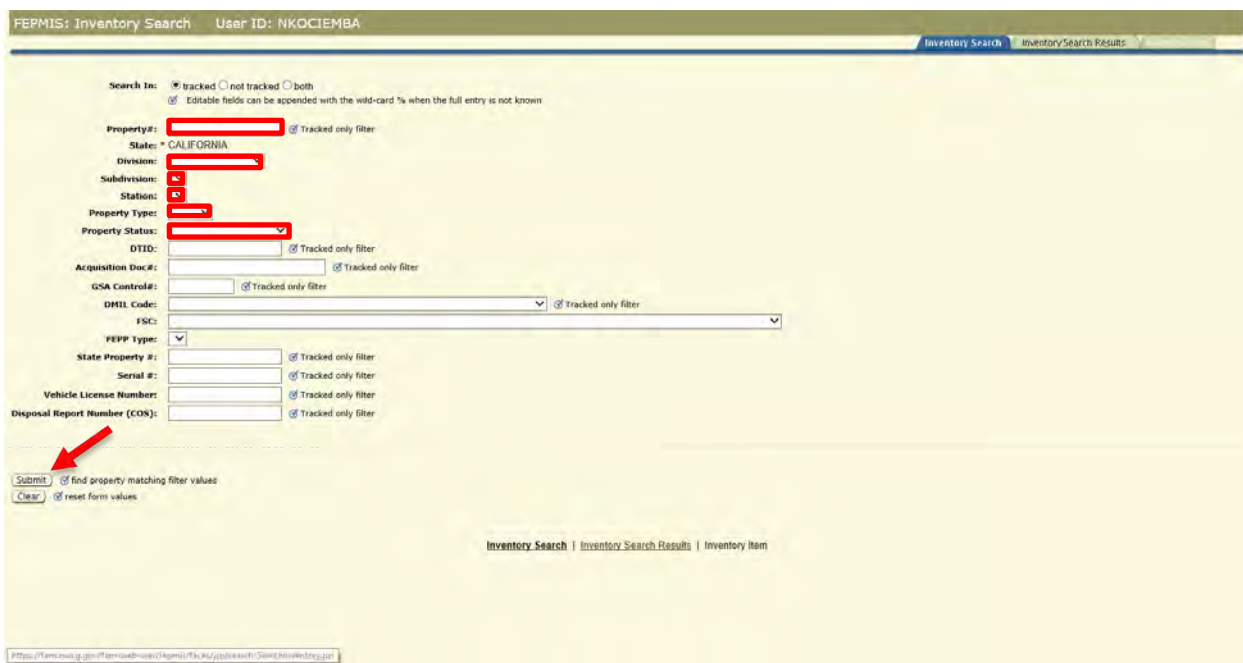 FEPMIS: Inventory Search User ID: NKOCIEMBA
Inventory Search Inventory Search Results
Search In: tracked not tracked both
Editable fields can be appended with the wild-card % when the full entry is not known
Property#: Tracked only filter
State: * CALIFORNIA
Division:
Subdivision:
Station:
Property Type:
Property Status:
DTID: Tracked only filter
Acquisition Doc#: Tracked only filter
GSA Control#: Tracked only filter
DMIL Code: Tracked only filter
FSC:
FEPP Type:
State Property #: Tracked only filter
Serial #: Tracked only filter
Vehicle License Number: Tracked only filter
Disposal Report Number (COS): Tracked only filter
Submit find property matching filter values
Clear reset form values
Inventory Search | Inventory Search Results | Inventory Item